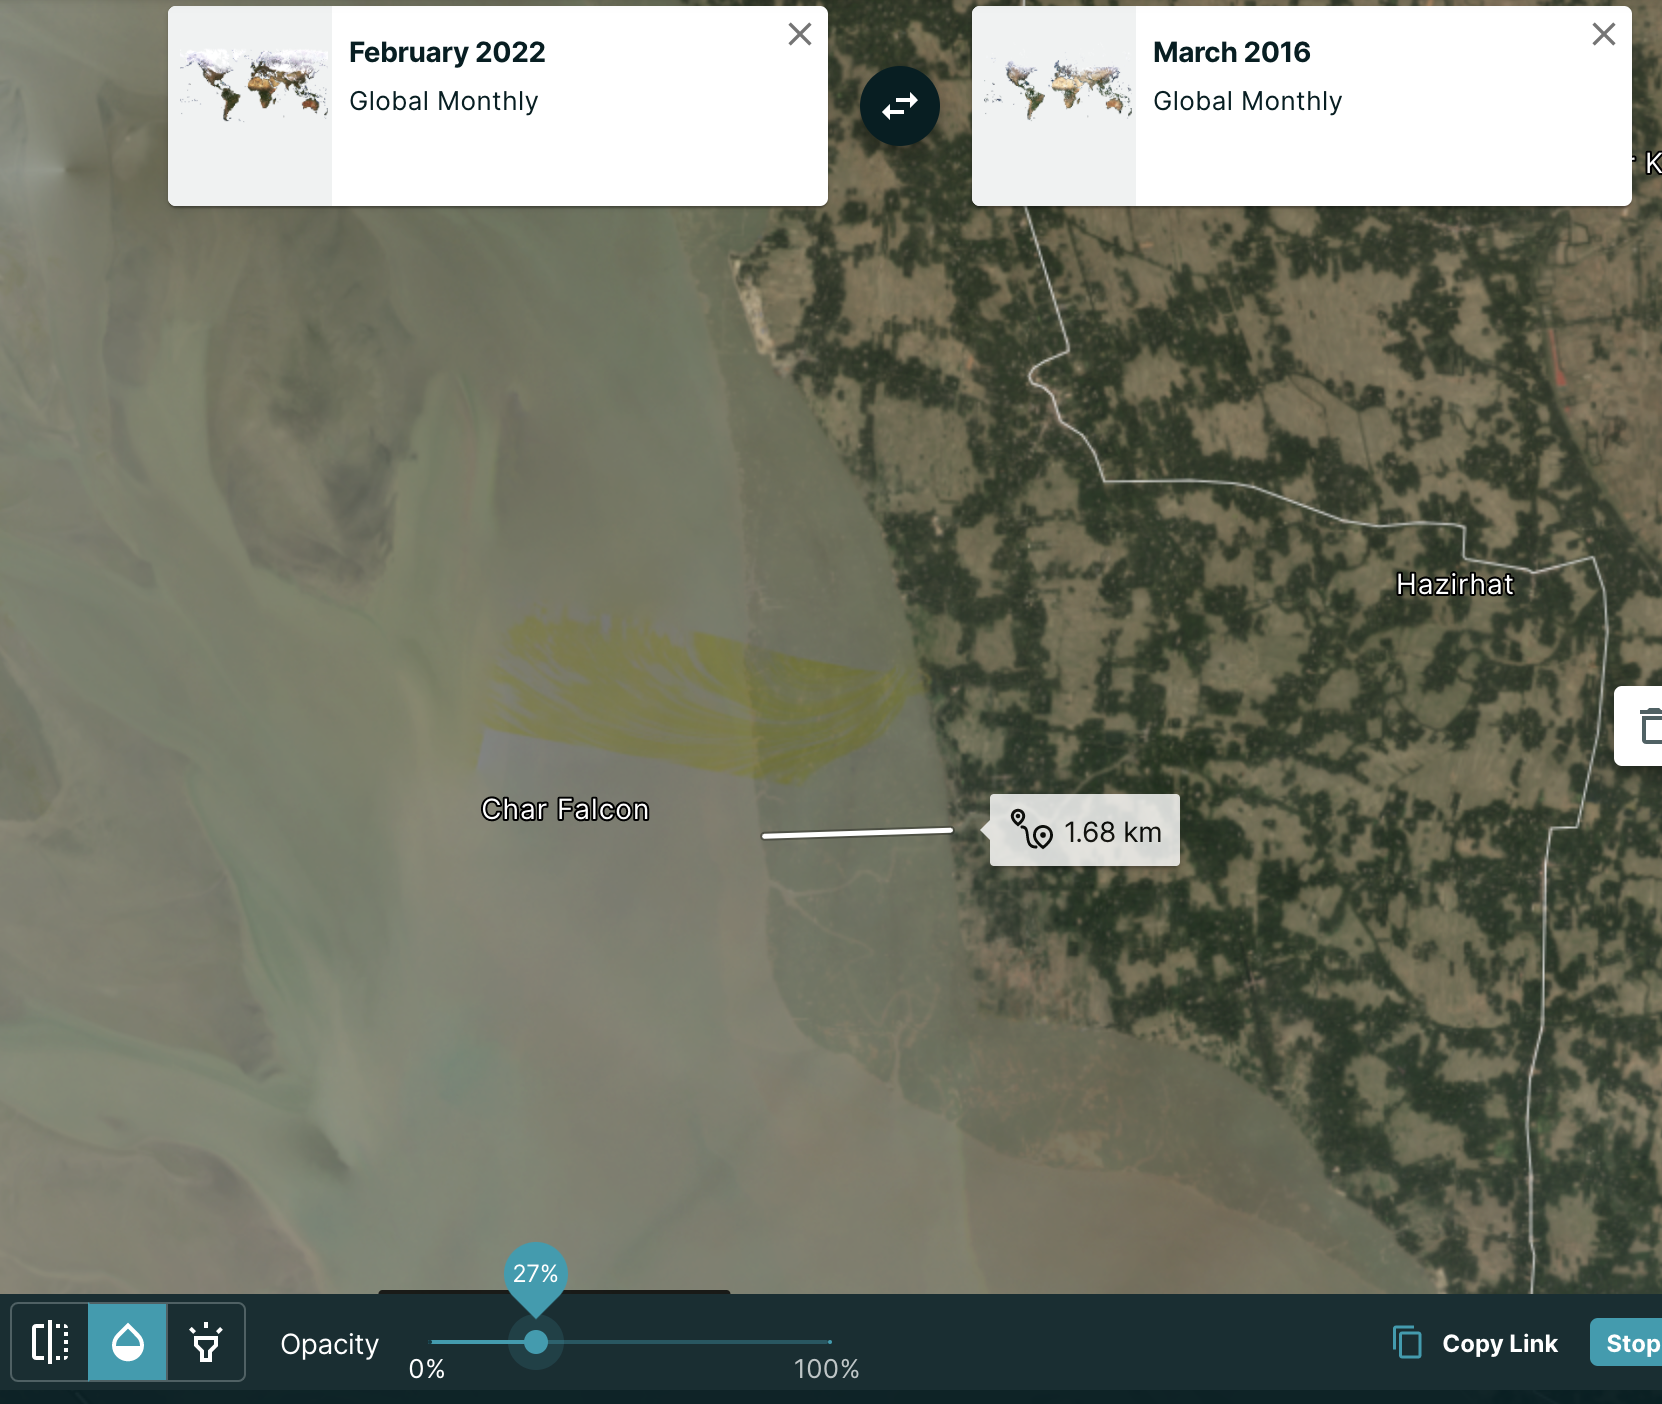 February 2022
Global Monthly
March 2016
Global Monthly
K
Hazirhat
Char Falcon
1.68 km
27%
Opacity
0%
100%
Copy Link
Stop